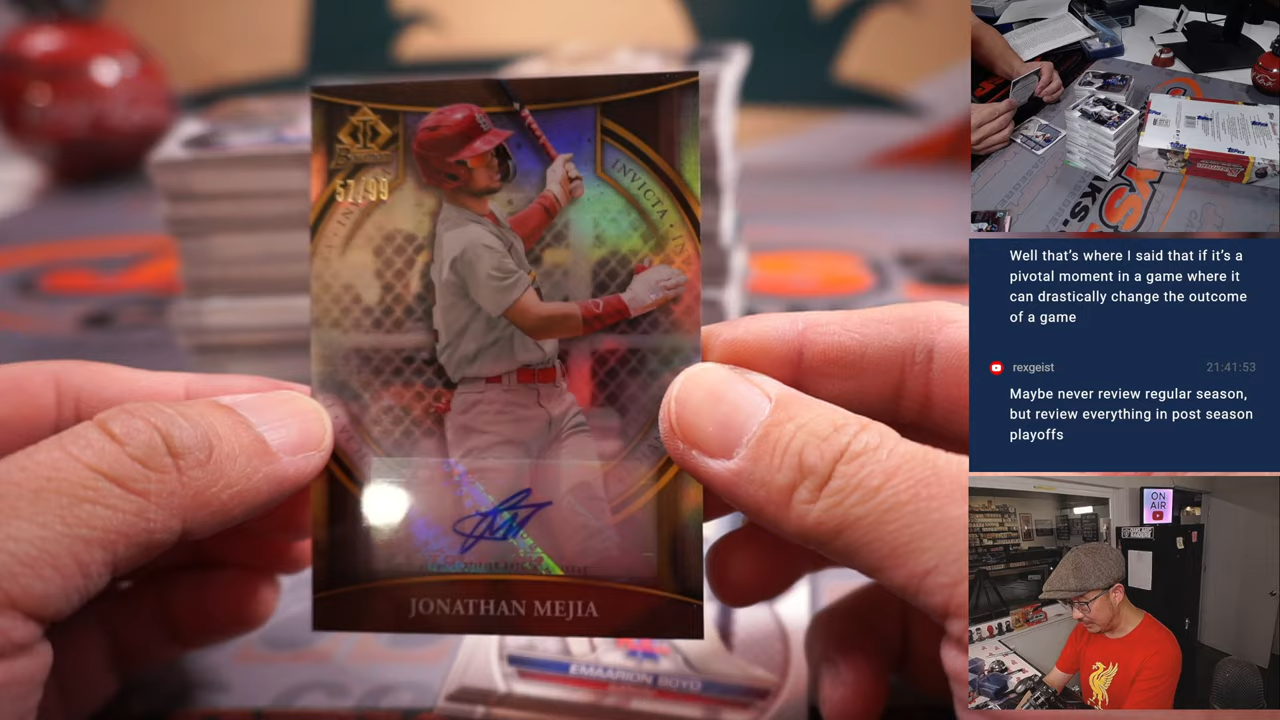 57/99
INVICTA
JONATHAN MEJIA
EMAARION BOYD
Well that's where I said that if it's a
pivotal moment in a game where it
can drastically change the outcome
of a game
rexgeist
21:41:53
Maybe never review regular season,
but review everything in post season
playoffs
ON
AIR